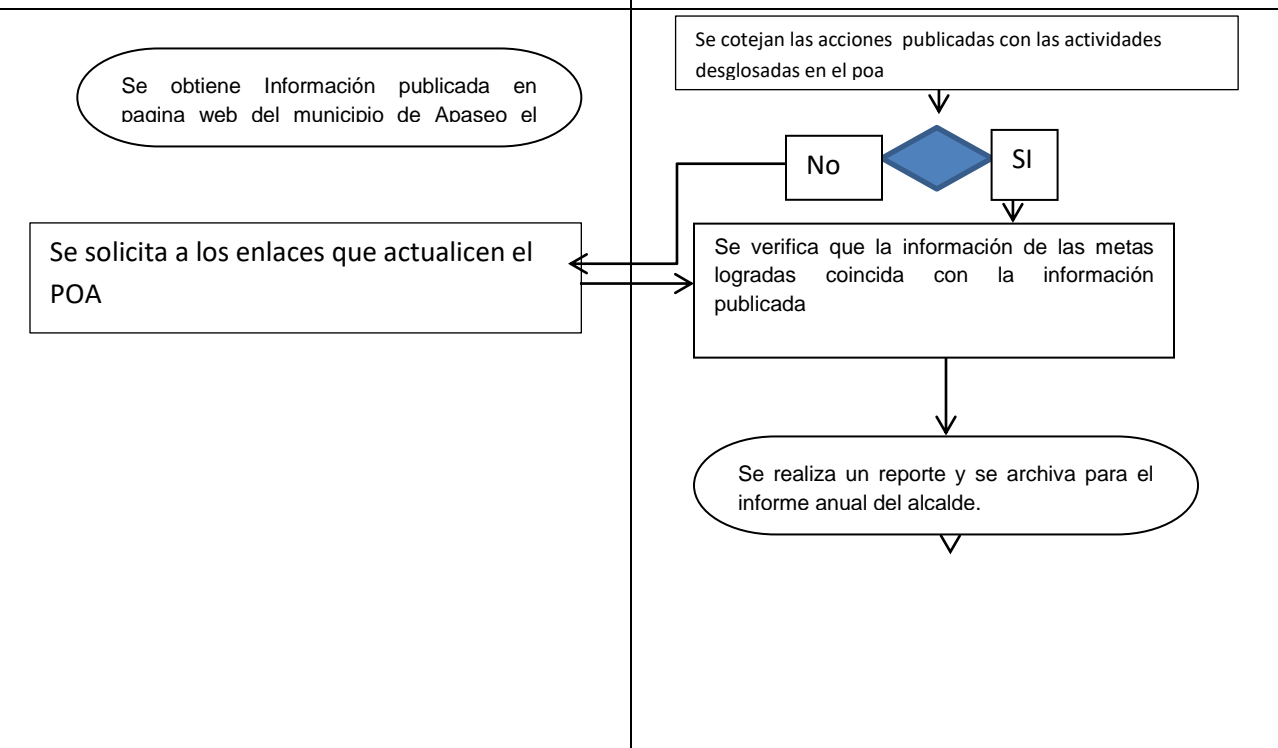 Se obtiene Información publicada en
pagina web del municipio de Apaseo el
Se cotejan las acciones publicadas con las actividades
desglosadas en el poa
No
SI
Se solicita a los enlaces que actualicen el
POA
Se verifica que la información de las metas
logradas coincida con la información
publicada
Se realiza un reporte y se archiva para el
informe anual del alcalde.